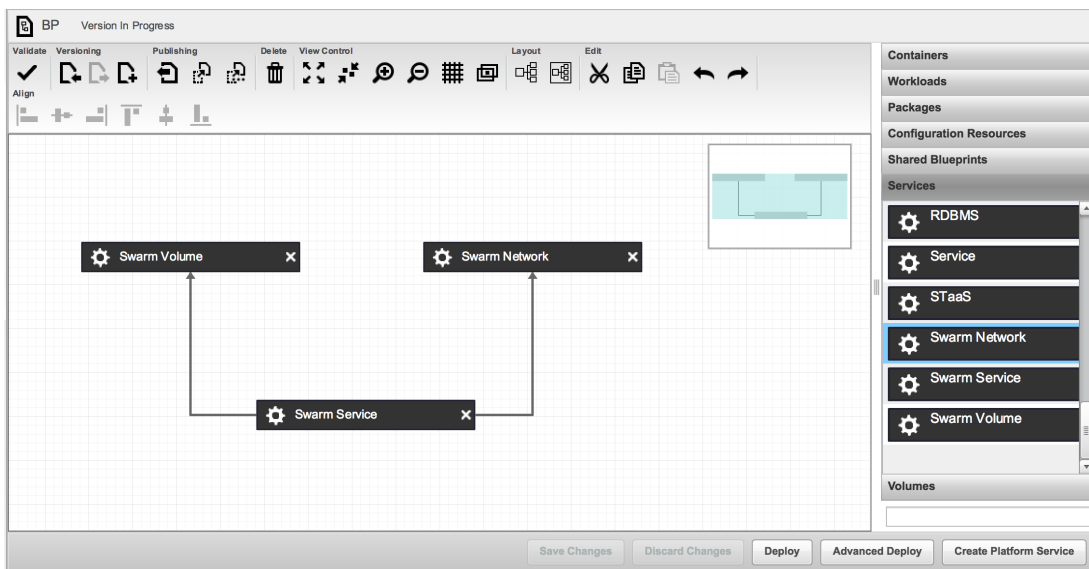 BP Version In Progress
Validate Versioning Publishing Delete View Control Layout Edit
Align
Containers
Workloads
Packages
Configuration Resources
Shared Blueprints
Services
RDBMS
Service
STaaS
Swarm Network
Swarm Service
Swarm Volume
Volumes
Swarm Volume
Swarm Network
Swarm Service
Save Changes Discard Changes Deploy Advanced Deploy Create Platform Service